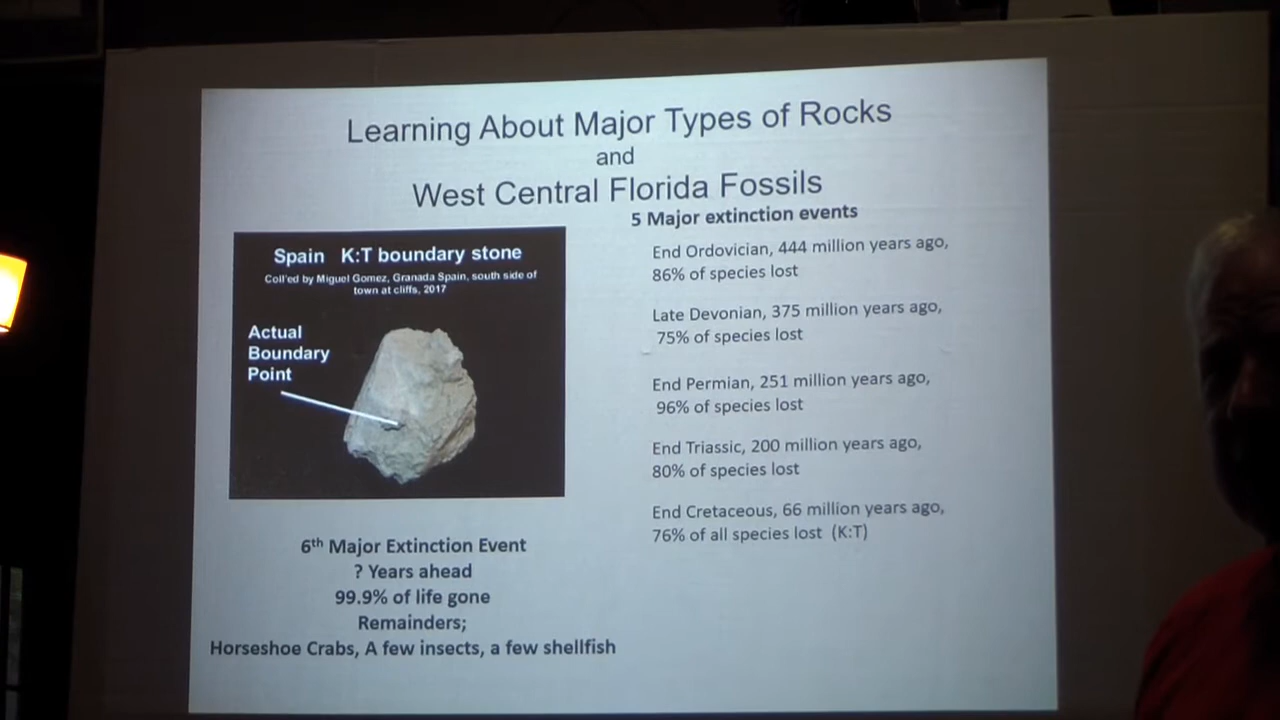 Learning About Major Types of Rocks
and
West Central Florida Fossils
Spain K:T boundary stone
Coll'ed by Miguel Gomez, Granada Spain, south side of
town at cliffs, 2017
Actual
Boundary
Point
6th Major Extinction Event
? Years ahead
99.9% of life gone
Remainders;
Horseshoe Crabs, A few insects, a few shellfish
5 Major extinction events
End Ordovician, 444 million years ago,
86% of species lost
Late Devonian, 375 million years ago,
75% of species lost
End Permian, 251 million years ago,
96% of species lost
End Triassic, 200 million years ago,
80% of species lost
End Cretaceous, 66 million years ago,
76% of all species lost (K:T)